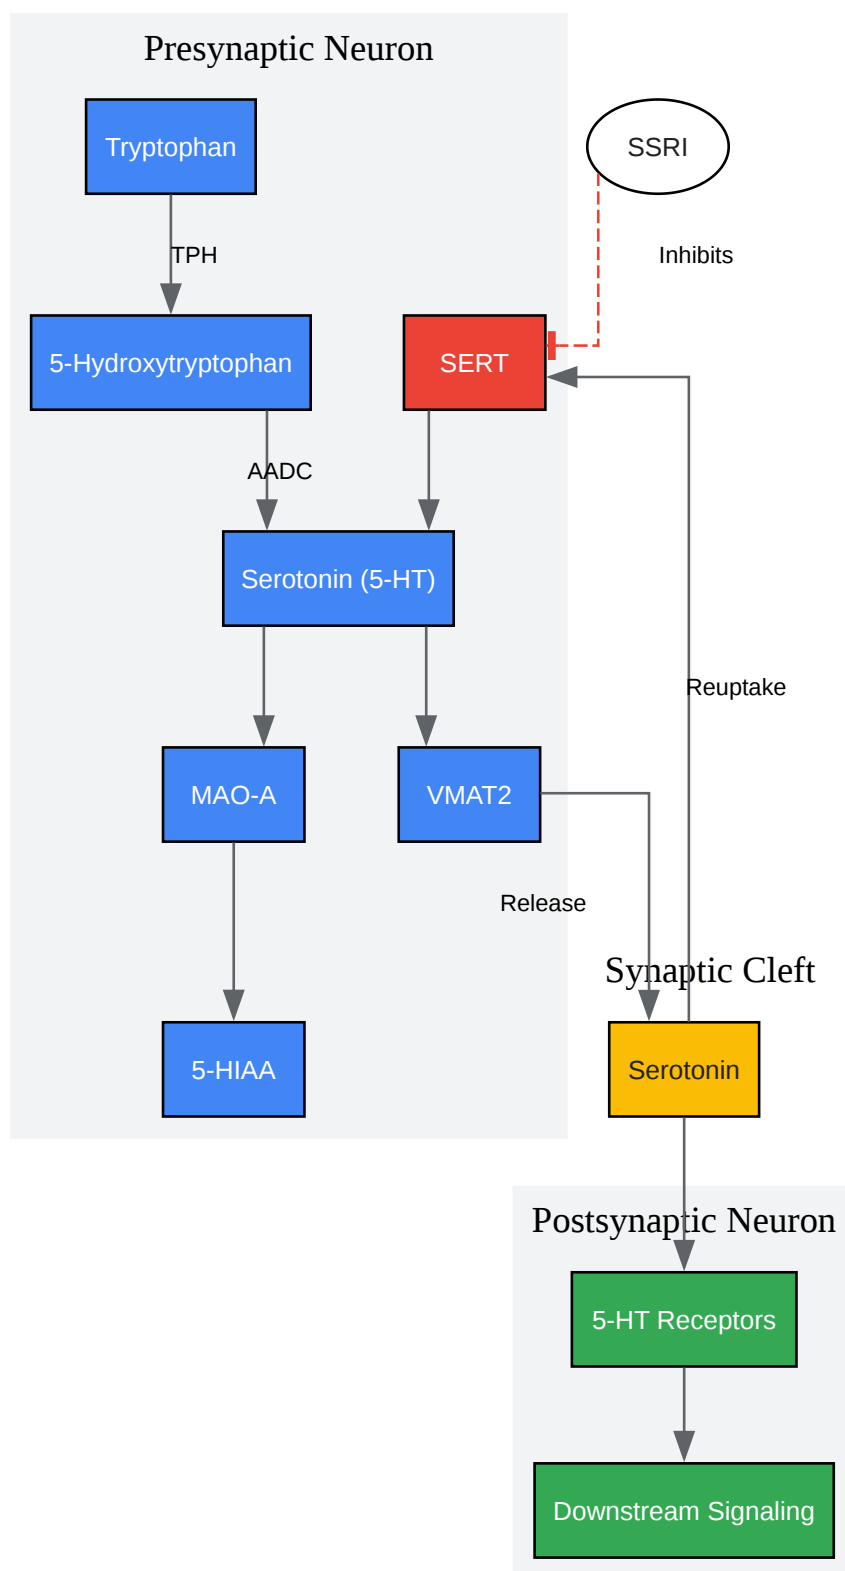 Presynaptic Neuron
Tryptophan
SSRI
TPH
Inhibits
5-Hydroxytryptophan
SERT
AADC
Serotonin (5-HT)
Reuptake
MAO-A
VMAT2
Release
Synaptic Cleft
5-HIAA
Serotonin
Postsynaptic Neuron
5-HT Receptors
Downstream Signaling